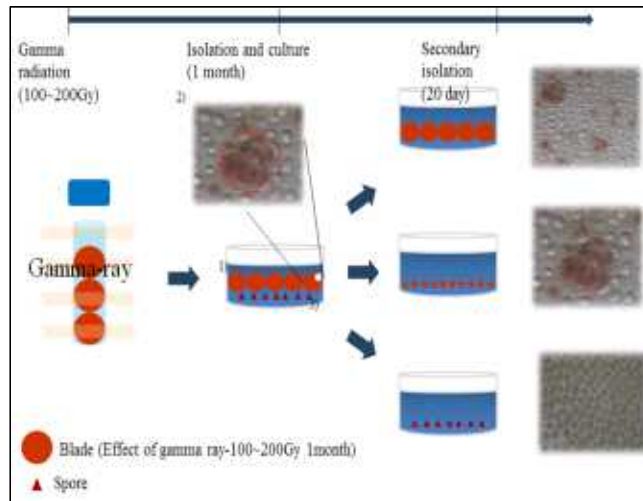 Gamma
radiation
(100~200Gy)
Isolation and culture
(1 month)
Secondary
isolation
(20 day)
2)
Gamma-ray
1)
3)
Blade (Effect of gamma ray-100~200Gy 1month)
Spore